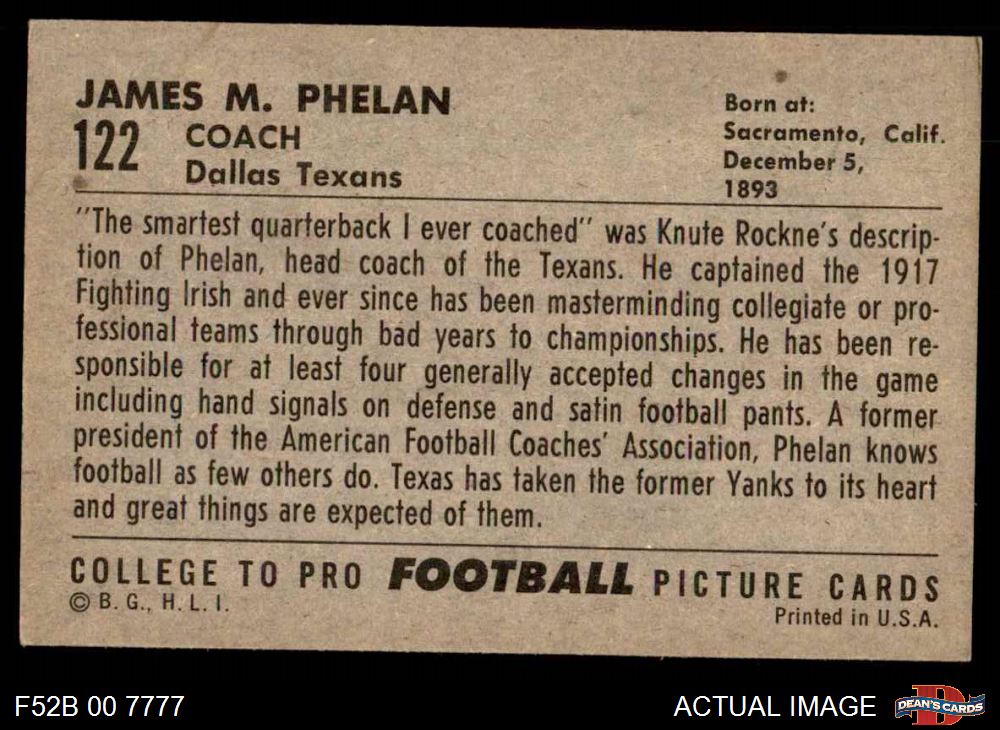 JAMES M. PHELAN
122 COACH
Dallas Texans
Born at:
Sacramento, Calif.
December 5,
1893
"The smartest quarterback I ever coached" was Knute Rockne's descrip-
tion of Phelan, head coach of the Texans. He captained the 1917
Fighting Irish and ever since has been masterminding collegiate or pro-
fessional teams through bad years to championships. He has been re-
sponsible for at least four generally accepted changes in the game
including hand signals on defense and satin football pants. A former
president of the American Football Coaches' Association, Phelan knows
football as few others do. Texas has taken the former Yanks to its heart
and great things are expected of them.
COLLEGE TO PRO FOOTBALL PICTURE CARDS
© B. G., H. L. I.
Printed in U.S.A.
F52B 00 7777
ACTUAL IMAGE
DEAN'S CARDS